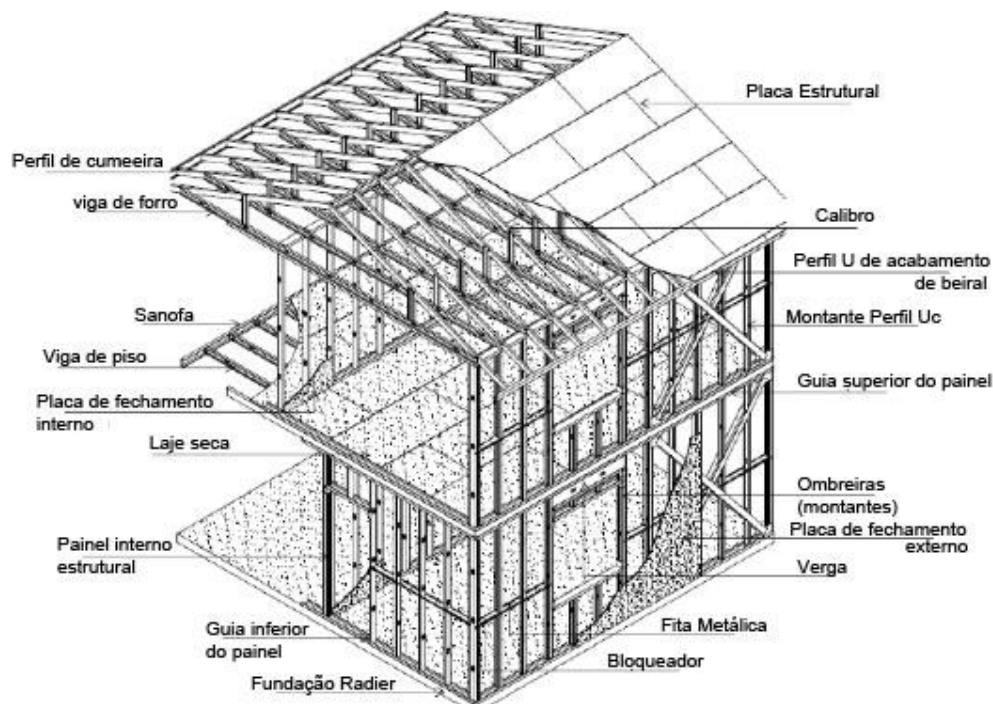 Placa Estrutural
Perfil de cumeeira
viga de forro
Calibro
Perfil U de acabamento
de beiral
Sanofa
Montante Perfil Uc
Viga de piso
Guia superior do painel
Placa de fechamento
interno
Laje seca
Ombreiras
(montantes)
Placa de fechamento
externo
Painel interno
estrutural
Verga
Guia inferior
do painel
Fita Metálica
Bloqueador
Fundação Radier